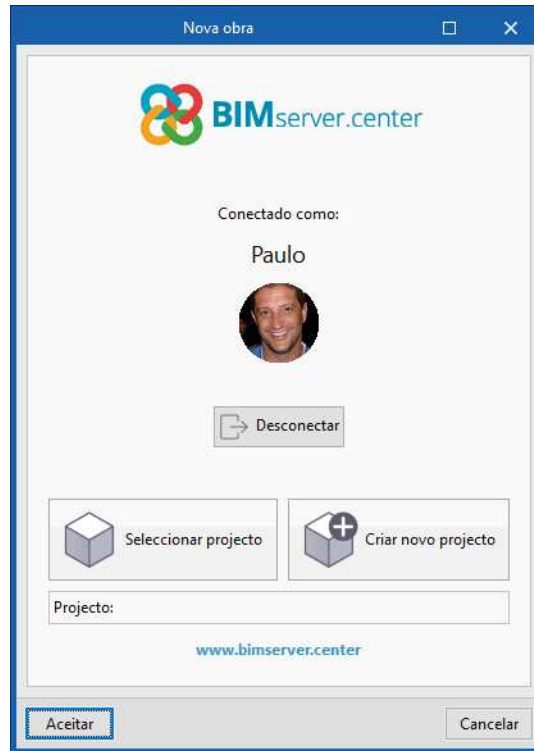 Nova obra
BIMserver.center
Conectado como:
Paulo
Desconectar
Seleccionar projecto
Criar novo projecto
Projecto:
www.bimserver.center
Aceitar
Cancelar